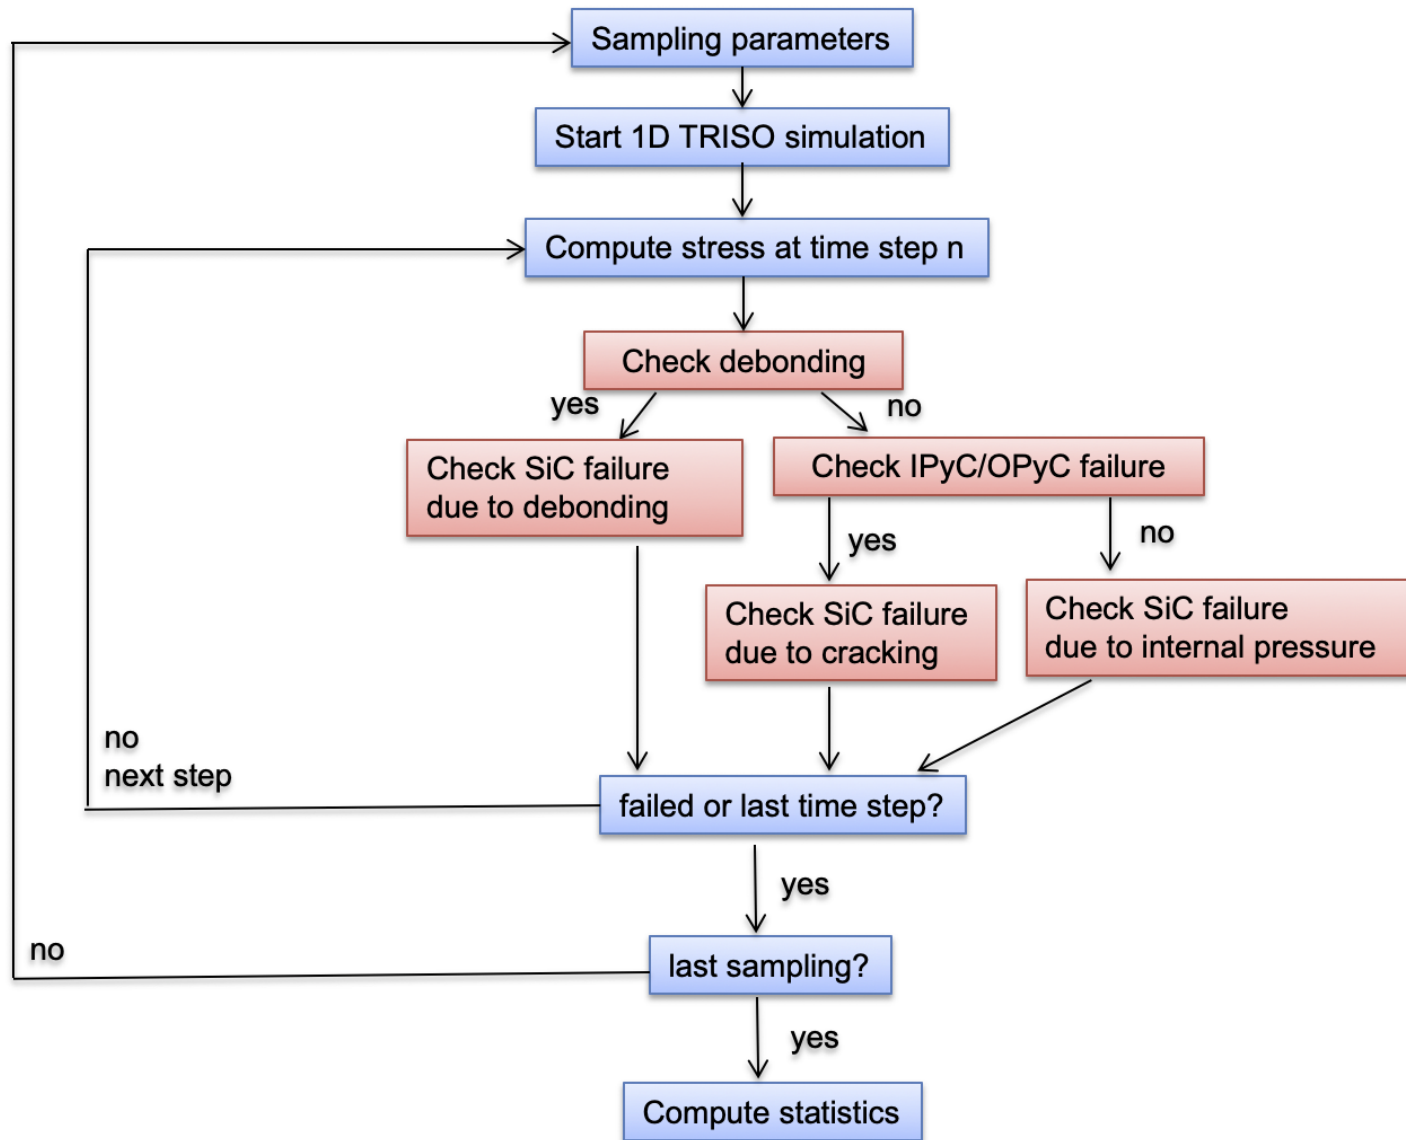 Sampling parameters
Start 1D TRISO simulation
Compute stress at time step n
Check debonding
yes
no
Check SiC failure
due to debonding
Check IPyC/OPyC failure
yes
no
Check SiC failure
due to cracking
Check SiC failure
due to internal pressure
no
next step
failed or last time step?
yes
no
last sampling?
yes
Compute statistics